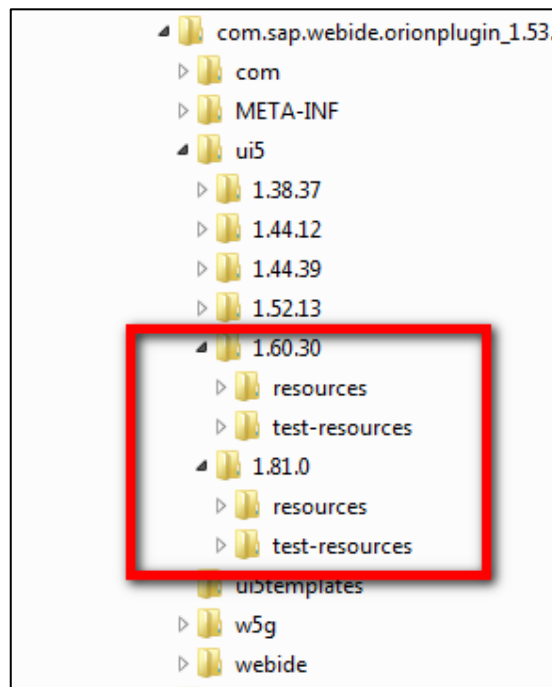 com.sap.webide.orionplugin_1.53.
com
META-INF
ui5
1.38.37
1.44.12
1.44.39
1.52.13
1.60.30
resources
test-resources
1.81.0
resources
test-resources
ui5templates
w5g
webide